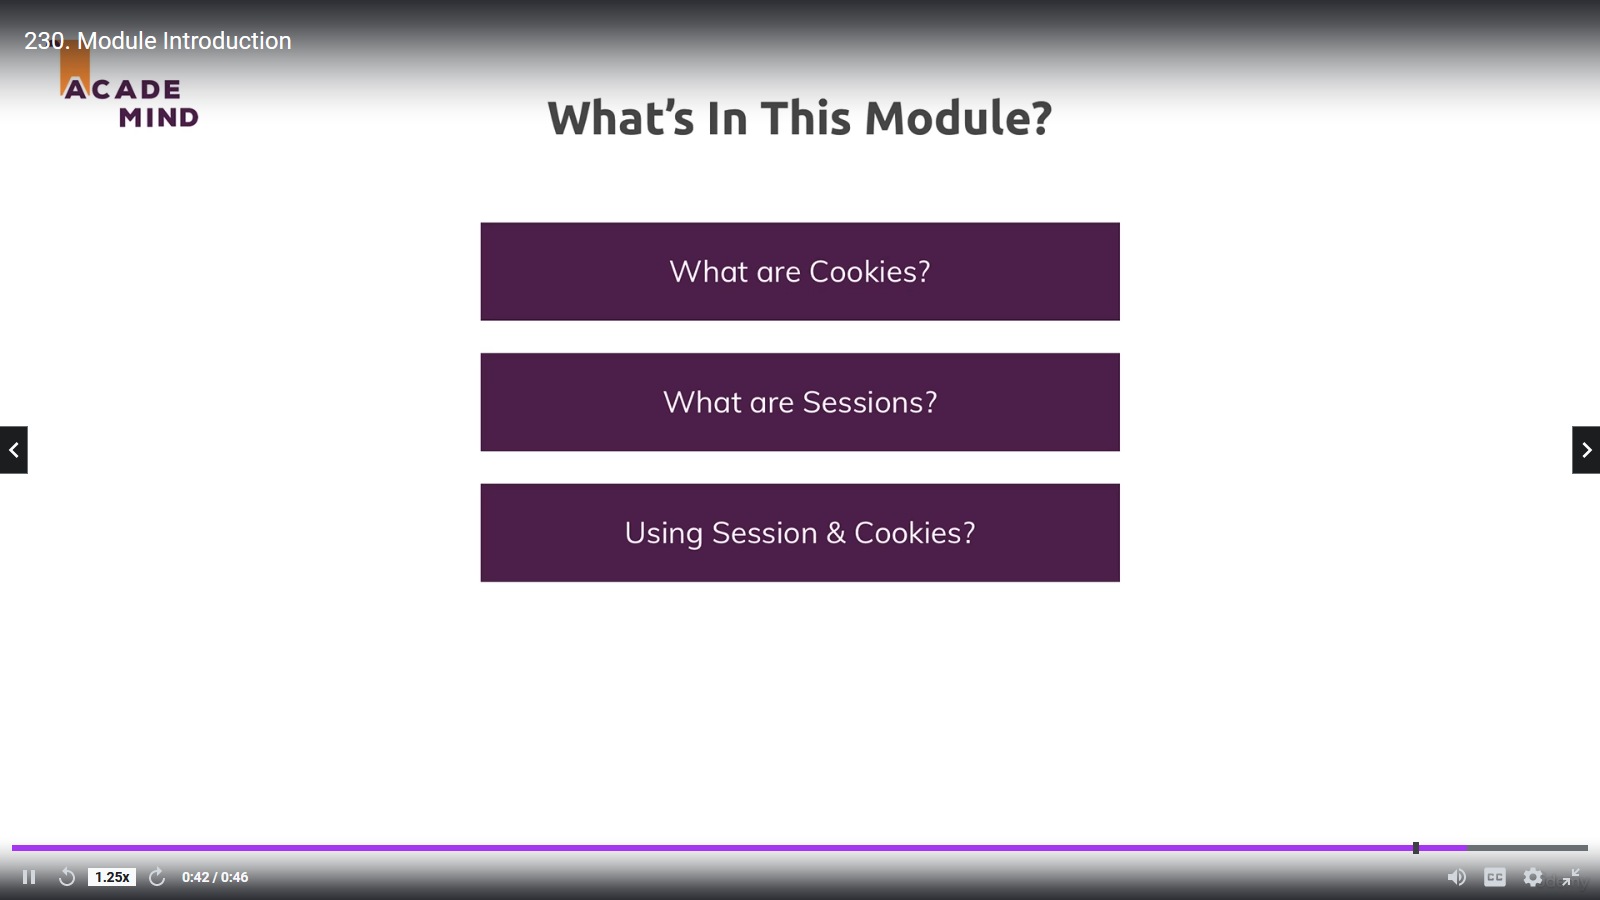 230. Module Introduction
ACADE
MIND
What's In This Module?
What are Cookies?
What are Sessions?
Using Session & Cookies?
1.25x
0:42 / 0:46
CC